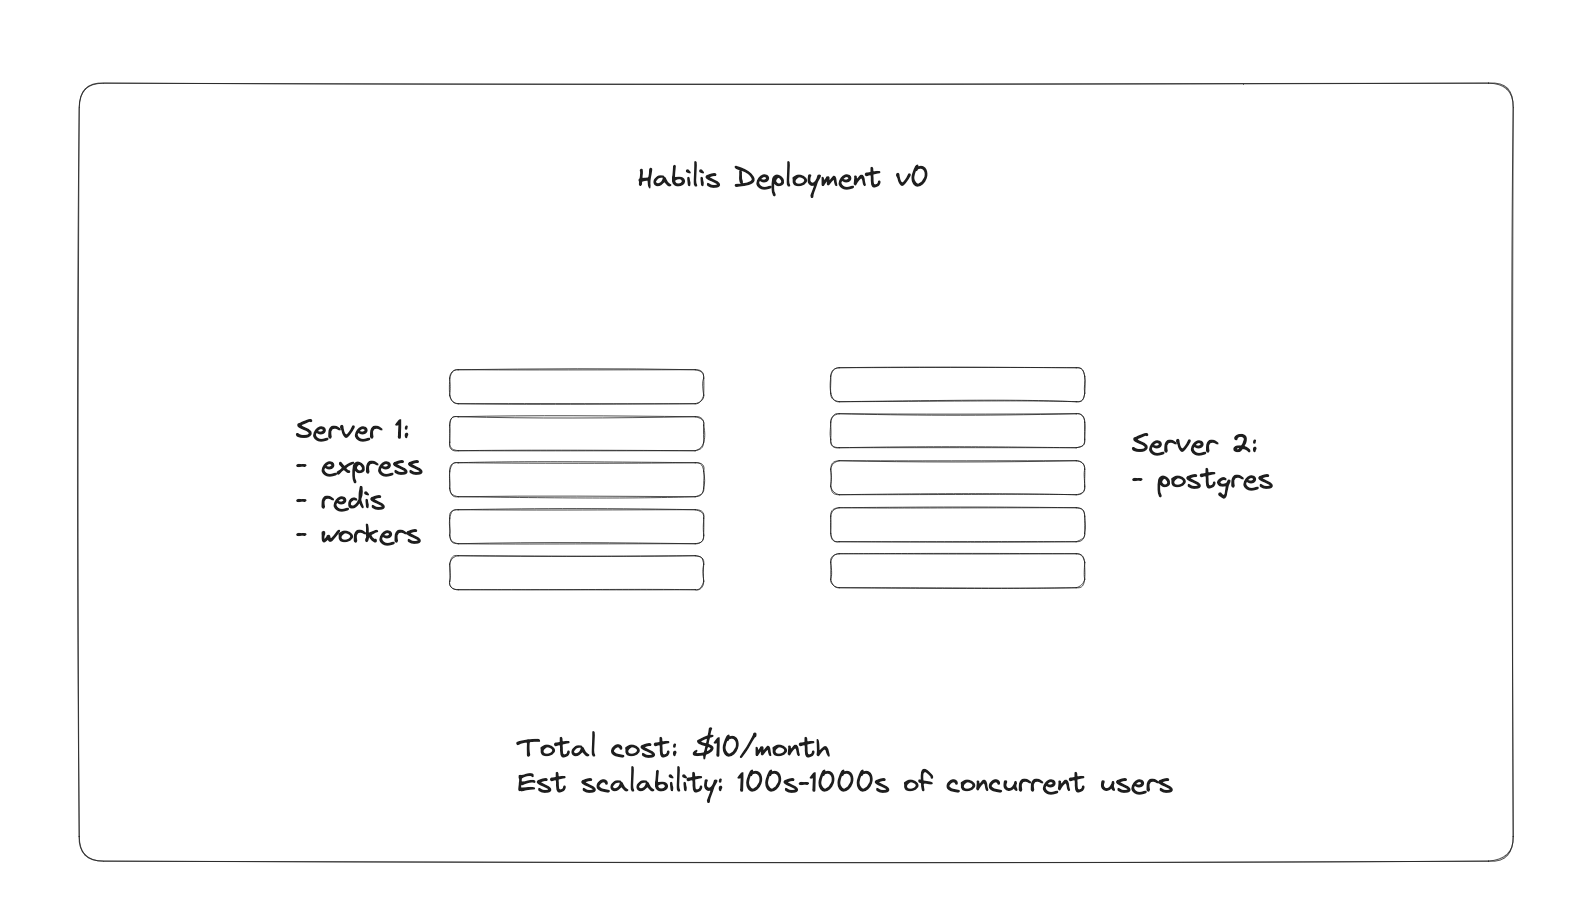 Habilis Deployment v0
Server 1:
- express
- redis
- workers
Server 2:
- postgres
Total cost: $10/month
Est scalability: 100s-1000s of concurrent users